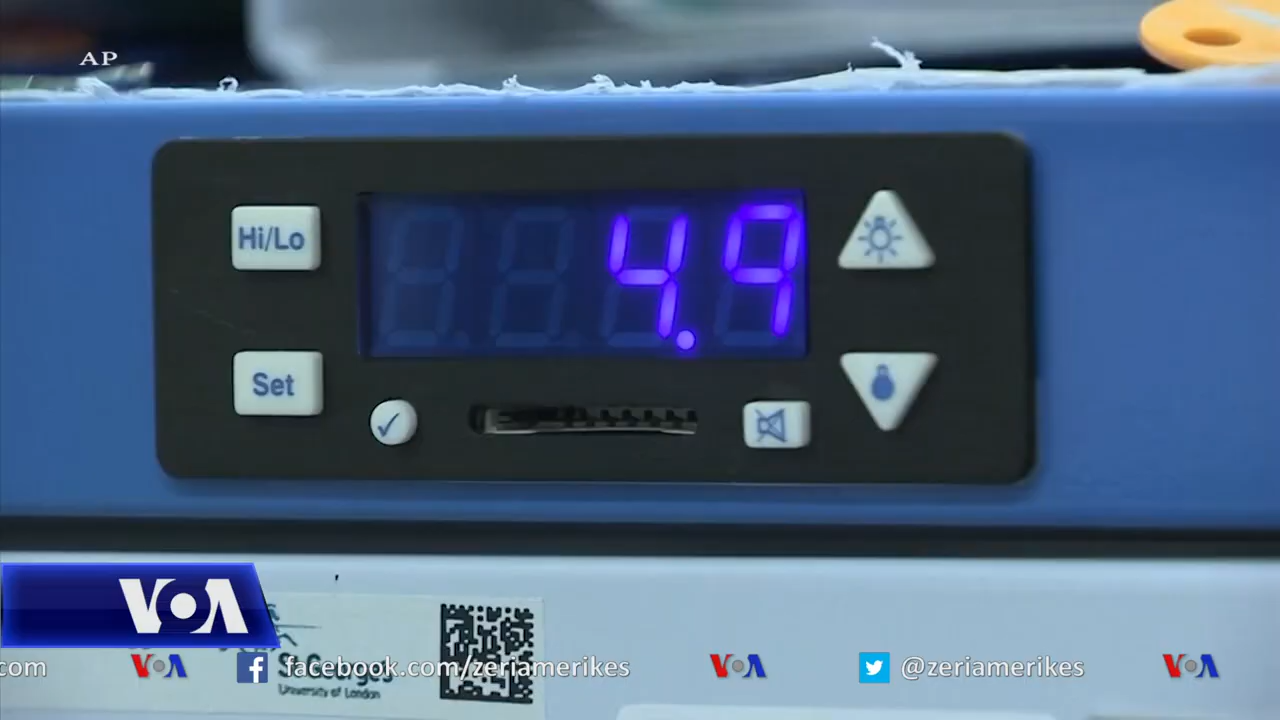 AP
Hi/Lo
4.9
Set
VOA
St George's
University of London
com
VOA
facebook.com/zeriamerikes
VOA
@zeriamerikes
VOA